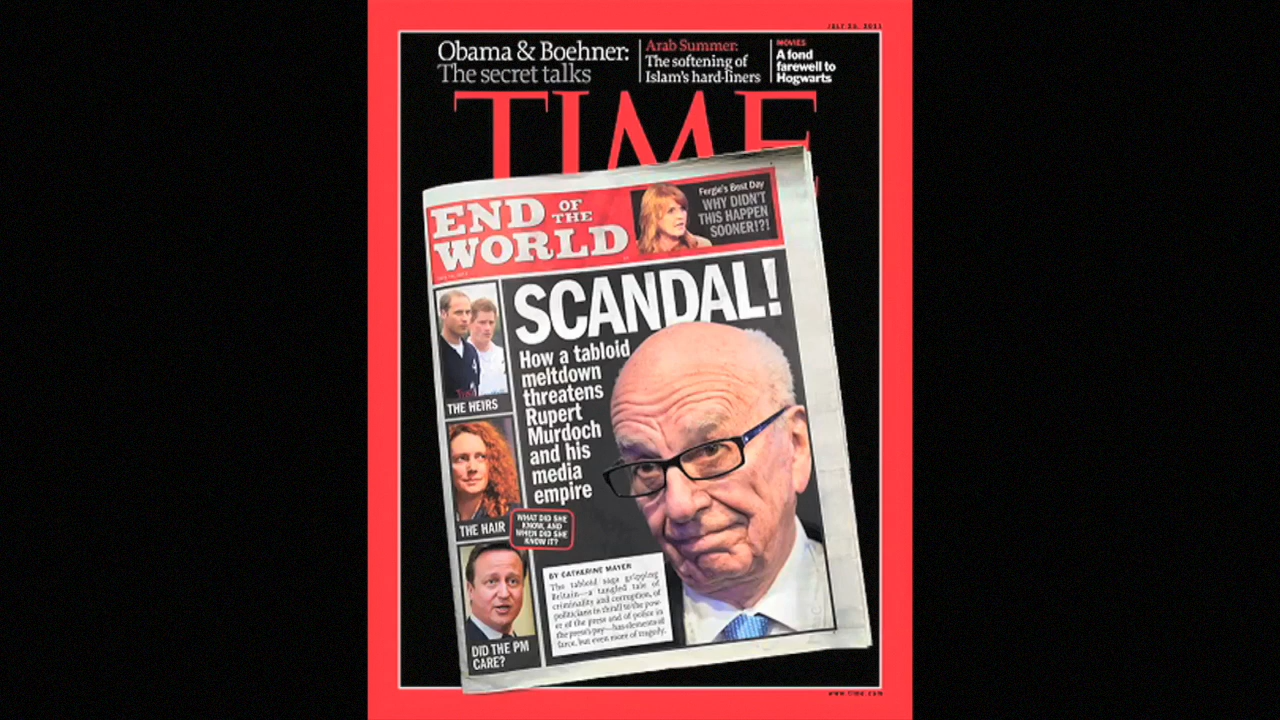 JULY 25, 2011
Obama & Boehner:
The secret talks
Arab Summer:
The softening of
Islam's hard-liners
MOVIES
A fond
farewell to
Hogwarts
TIME
END OF THE
WORLD
Fergie's Best Day
WHY DIDN'T
THIS HAPPEN
SOONER!?!
SCANDAL!
How a tabloid
meltdown
threatens
Rupert
Murdoch
and his
media
empire
THE HEIRS
THE HAIR
WHAT DID SHE
KNOW, AND
WHEN DID SHE
KNOW IT?
DID THE PM
CARE?
BY CATHERINE MAYER
The tabloid saga gripping
Britain—a tangled tale of
criminality and corruption, of
politicians in thrall to the pow-
er of the press and of police in
the press's pay—has elements of
farce, but even more of tragedy.
www.time.com